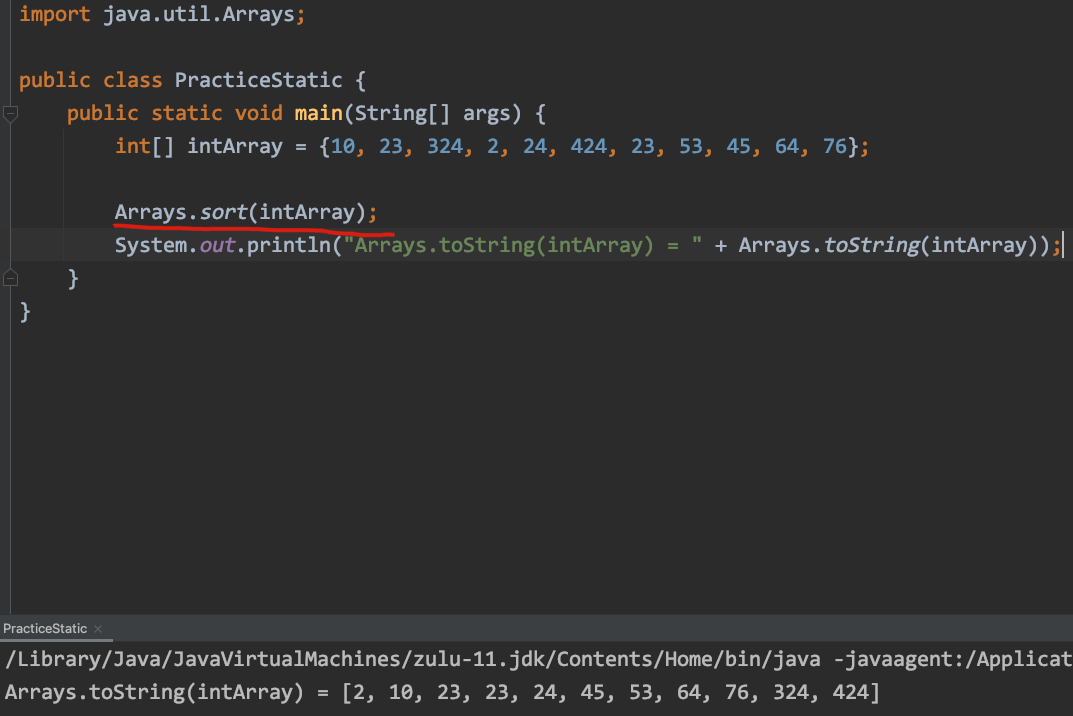 import java.util.Arrays;
public class PracticeStatic {
public static void main(String[] args) {
int[] intArray = {10, 23, 324, 2, 24, 424, 23, 53, 45, 64, 76};
Arrays.sort(intArray);
System.out.println("Arrays.toString(intArray) = " + Arrays.toString(intArray));
}
}
PracticeStatic ×
/Library/Java/JavaVirtualMachines/zulu-11.jdk/Contents/Home/bin/java -javaagent:/Applicat
Arrays.toString(intArray) = [2, 10, 23, 23, 24, 45, 53, 64, 76, 324, 424]